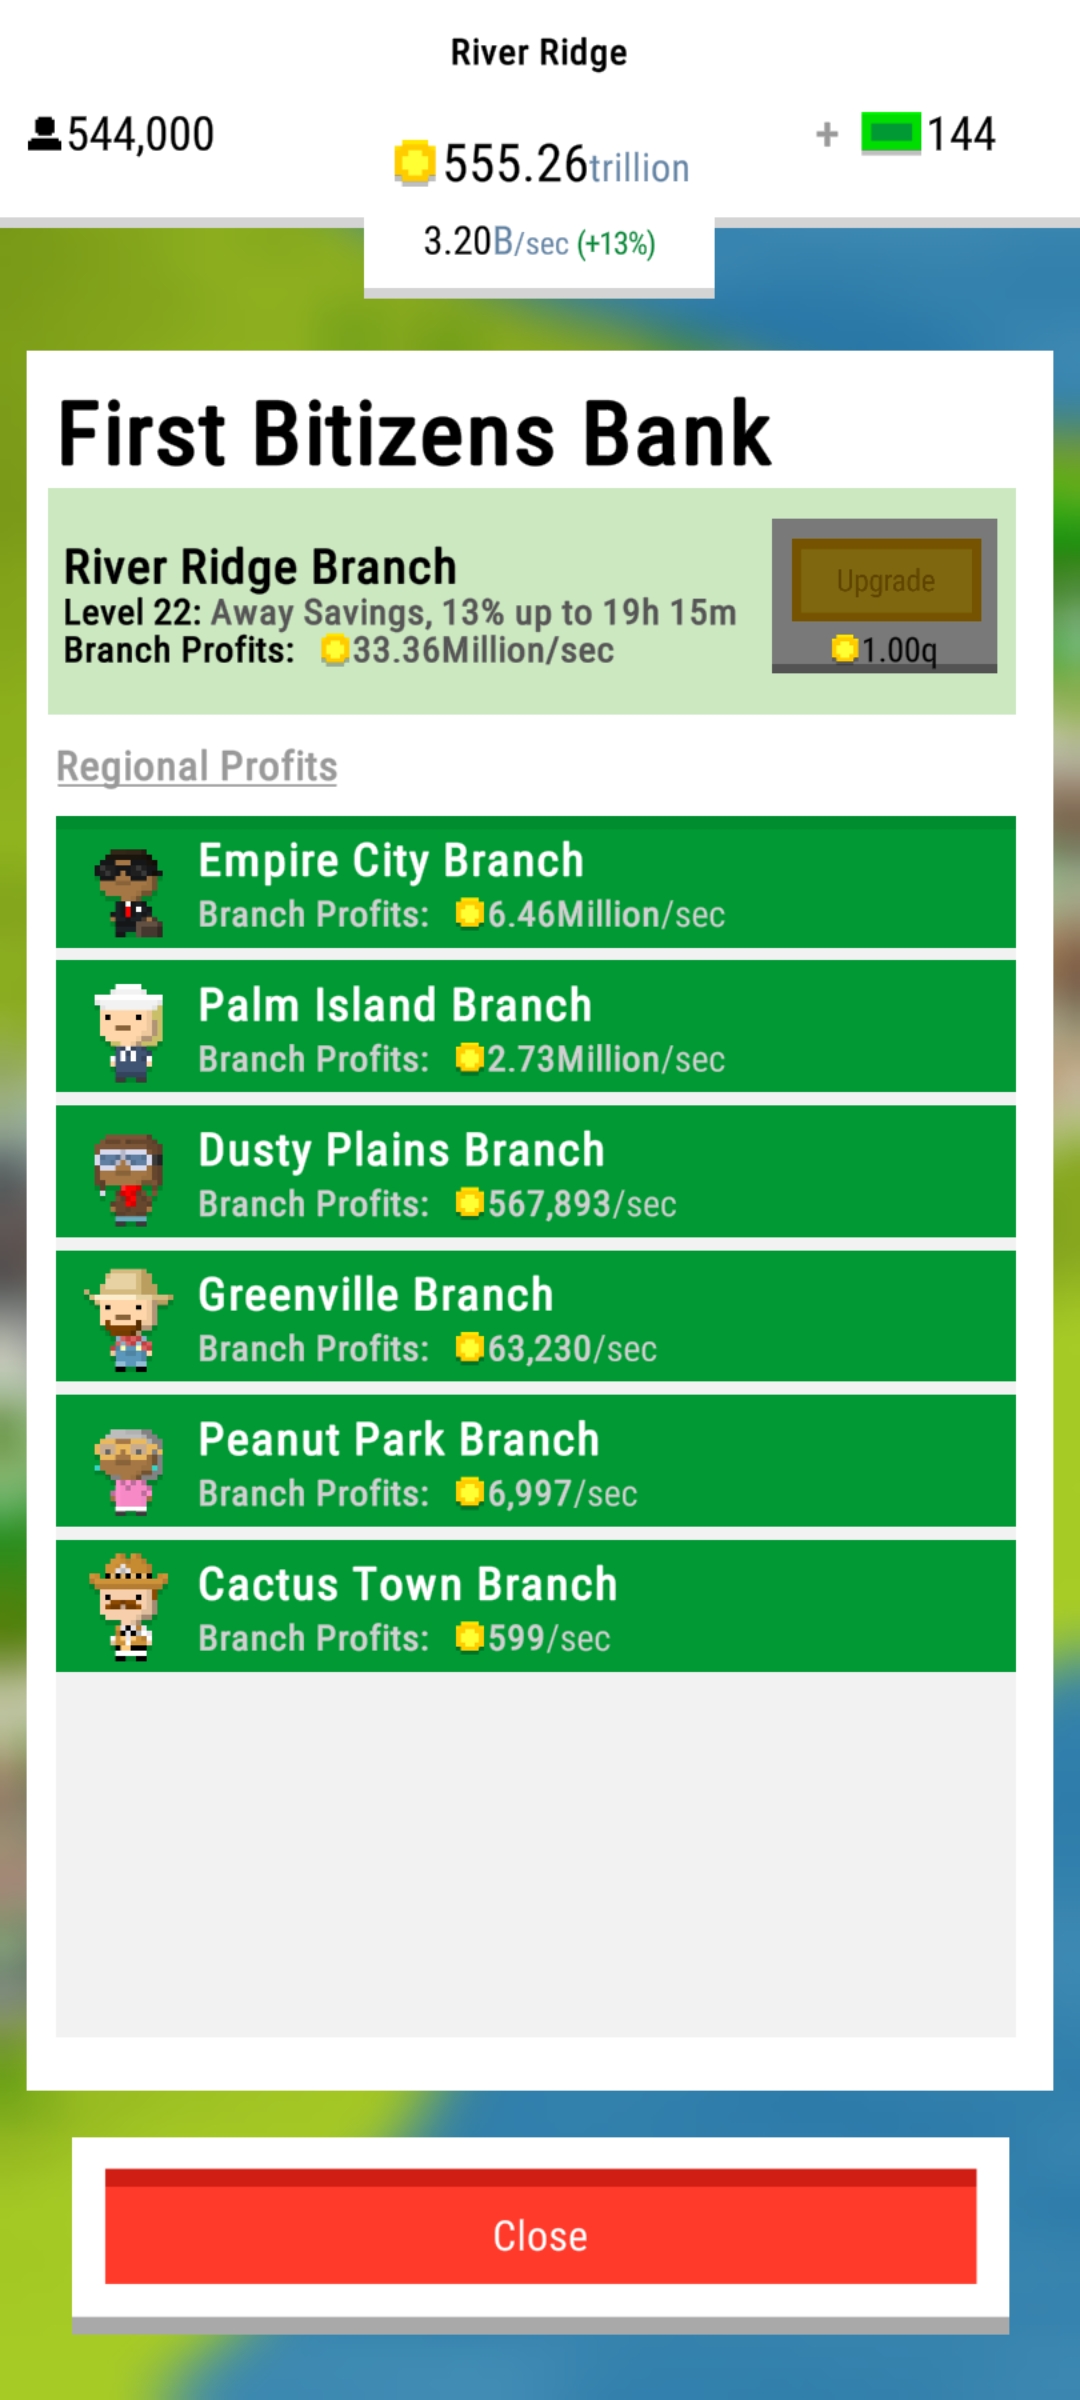 River Ridge
544,000
555.26trillion
+ 144
3.20B/sec (+13%)
First Bitizens Bank
River Ridge Branch
Level 22: Away Savings, 13% up to 19h 15m
Branch Profits: 33.36Million/sec
Upgrade
1.00q
Regional Profits
Empire City Branch
Branch Profits: 6.46Million/sec
Palm Island Branch
Branch Profits: 2.73Million/sec
Dusty Plains Branch
Branch Profits: 567,893/sec
Greenville Branch
Branch Profits: 63,230/sec
Peanut Park Branch
Branch Profits: 6,997/sec
Cactus Town Branch
Branch Profits: 599/sec
Close